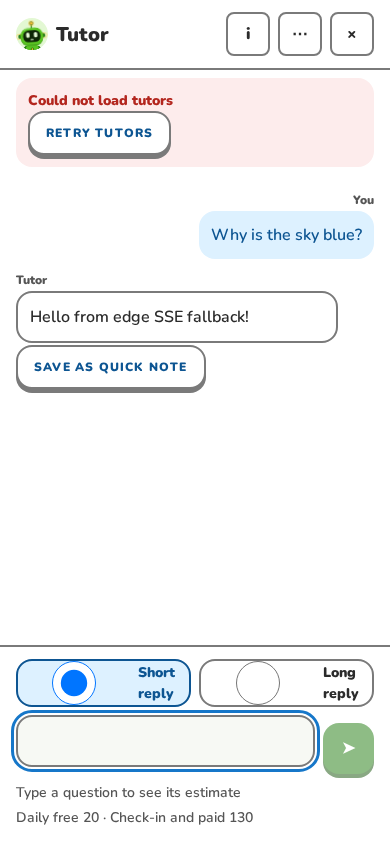 Tutor
i
...
×
Could not load tutors
RETRY TUTORS
You
Why is the sky blue?
Tutor
Hello from edge SSE fallback!
SAVE AS QUICK NOTE
Short
reply
Long
reply
Type a question to see its estimate
Daily free 20 · Check-in and paid 130